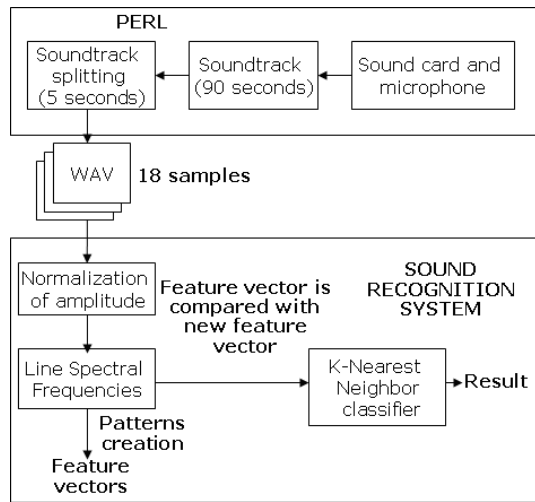 PERL
Soundtrack
splitting
(5 seconds)
Soundtrack
(90 seconds)
Sound card and
microphone
WAV
18 samples
Normalization
of amplitude
Feature vector is
compared with
new feature
vector
SOUND
RECOGNITION
SYSTEM
Line Spectral
Frequencies
K-Nearest
Neighbor
classifier
Result
Patterns
creation
Feature
vectors